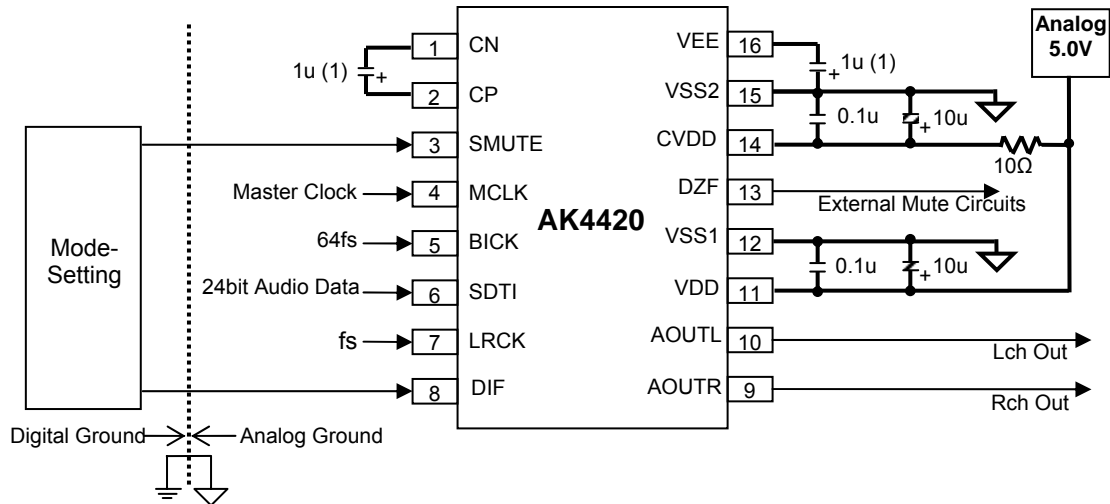 Analog
5.0V
1 CN
1u (1) +
2 CP
3 SMUTE
Master Clock 4 MCLK
64fs 5 BICK
24bit Audio Data 6 SDTI
fs 7 LRCK
8 DIF
Mode-
Setting
AK4420
VEE 16
+ 1u (1)
VSS2 15
0.1u + 10u
CVDD 14
10Ω
DZF 13
External Mute Circuits
VSS1 12
0.1u + 10u
VDD 11
AOUTL 10
Lch Out
AOUTR 9
Rch Out
Digital Ground Analog Ground